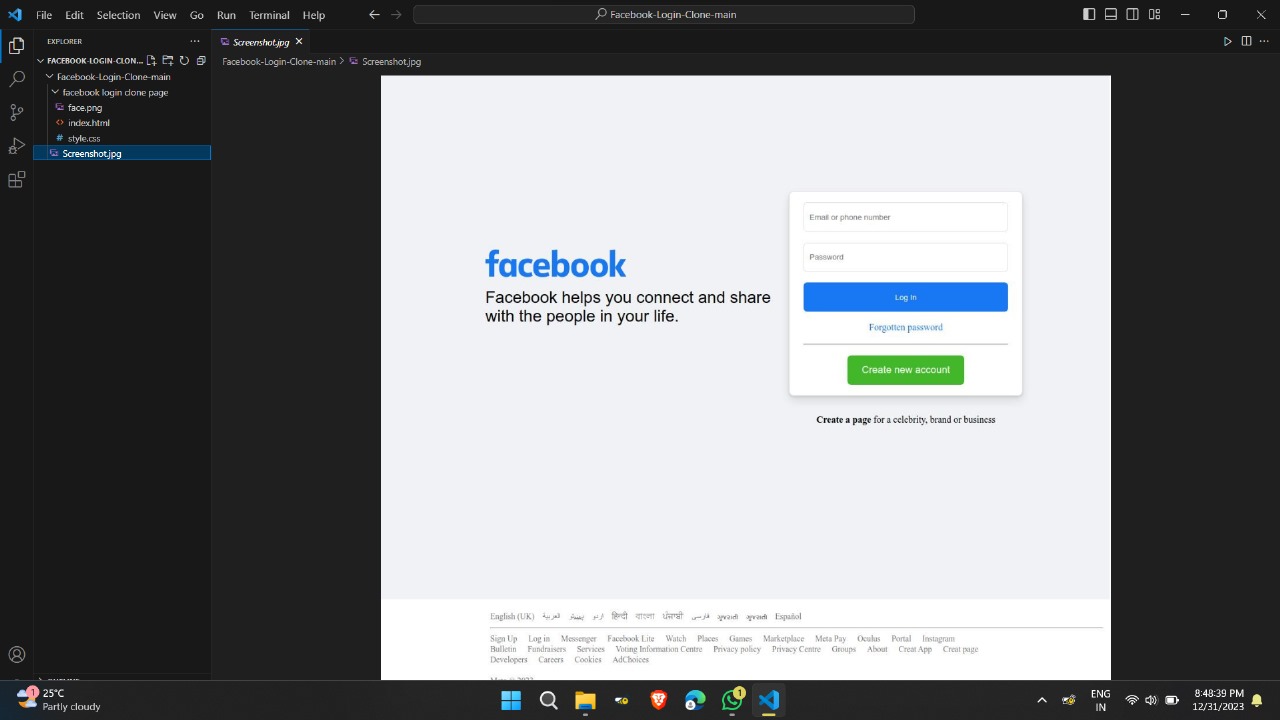 File Edit Selection View Go Run Terminal Help
Facebook-Login-Clone-main
EXPLORER
Screenshot.jpg
FACEBOOK-LOGIN-CLON...
Facebook-Login-Clone-main > Screenshot.jpg
Facebook-Login-Clone-main
facebook login clone page
face.png
index.html
style.css
Screenshot.jpg
facebook
Facebook helps you connect and share
with the people in your life.
Email or phone number
Password
Log in
Forgotten password
Create new account
Create a page for a celebrity, brand or business
English (UK) العربية اردو हिन्दी বাংলা ਪੰਜਾਬੀ فارسی ગુજરાતી ગુજરાતી Español
Sign Up Log in Messenger Facebook Lite Watch Places Games Marketplace Meta Pay Oculus Portal Instagram
Bulletin Fundraisers Services Voting Information Centre Privacy policy Privacy Centre Groups About Creat App Creat page
Developers Careers Cookies AdChoices
1
25°C
Partly cloudy
1
ENG
IN
8:48:39 PM
12/31/2023